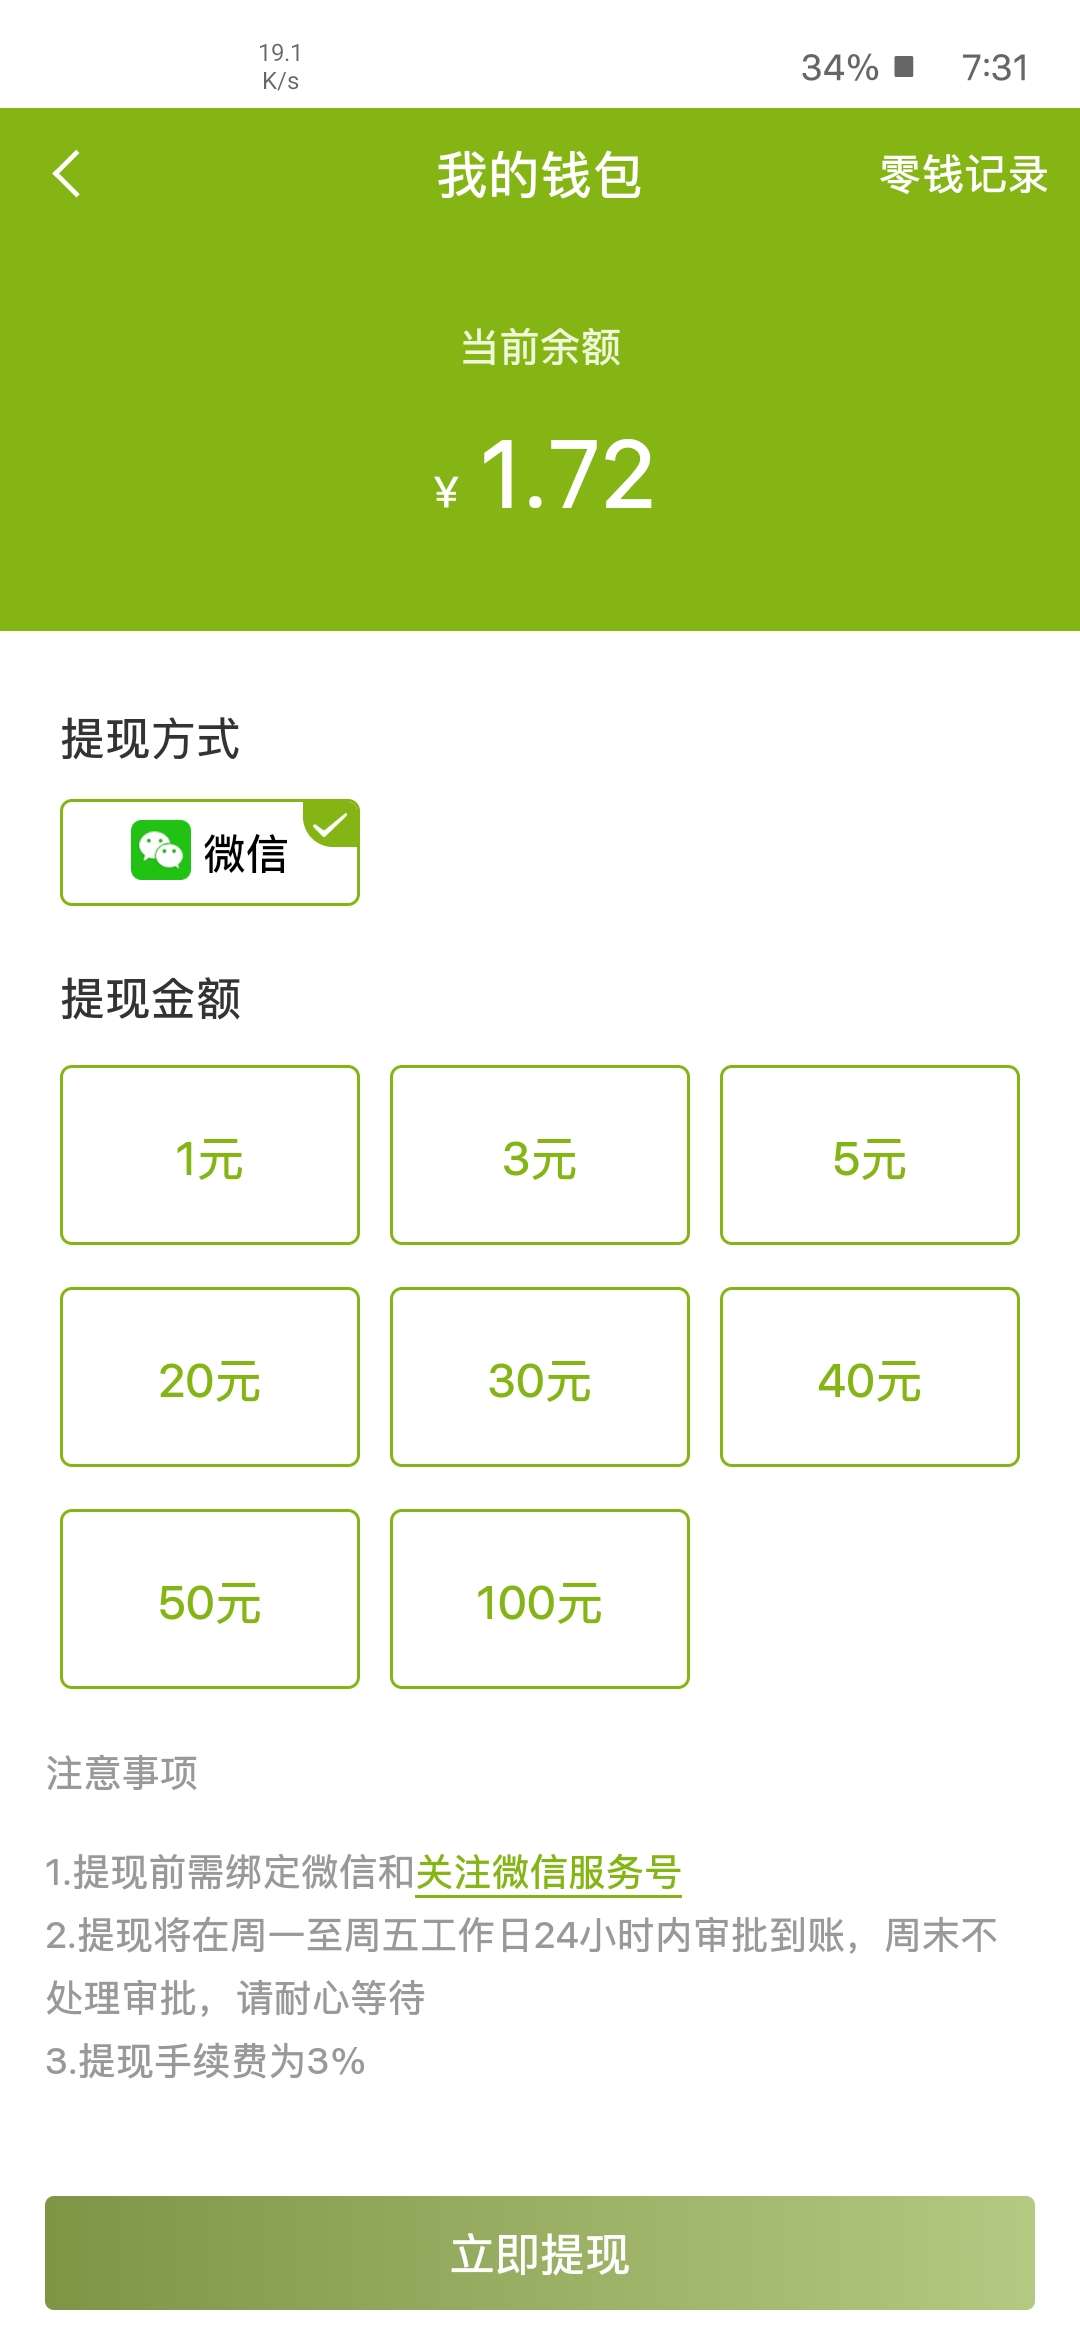 19.1
K/s
34%
7:31
我的钱包
零钱记录
当前余额
¥ 1.72
提现方式
微信
提现金额
1元
3元
5元
20元
30元
40元
50元
100元
注意事项
1.提现前需绑定微信和关注微信服务号
2.提现将在周一至周五工作日24小时内审批到账，周末不
处理审批，请耐心等待
3.提现手续费为3%
立即提现